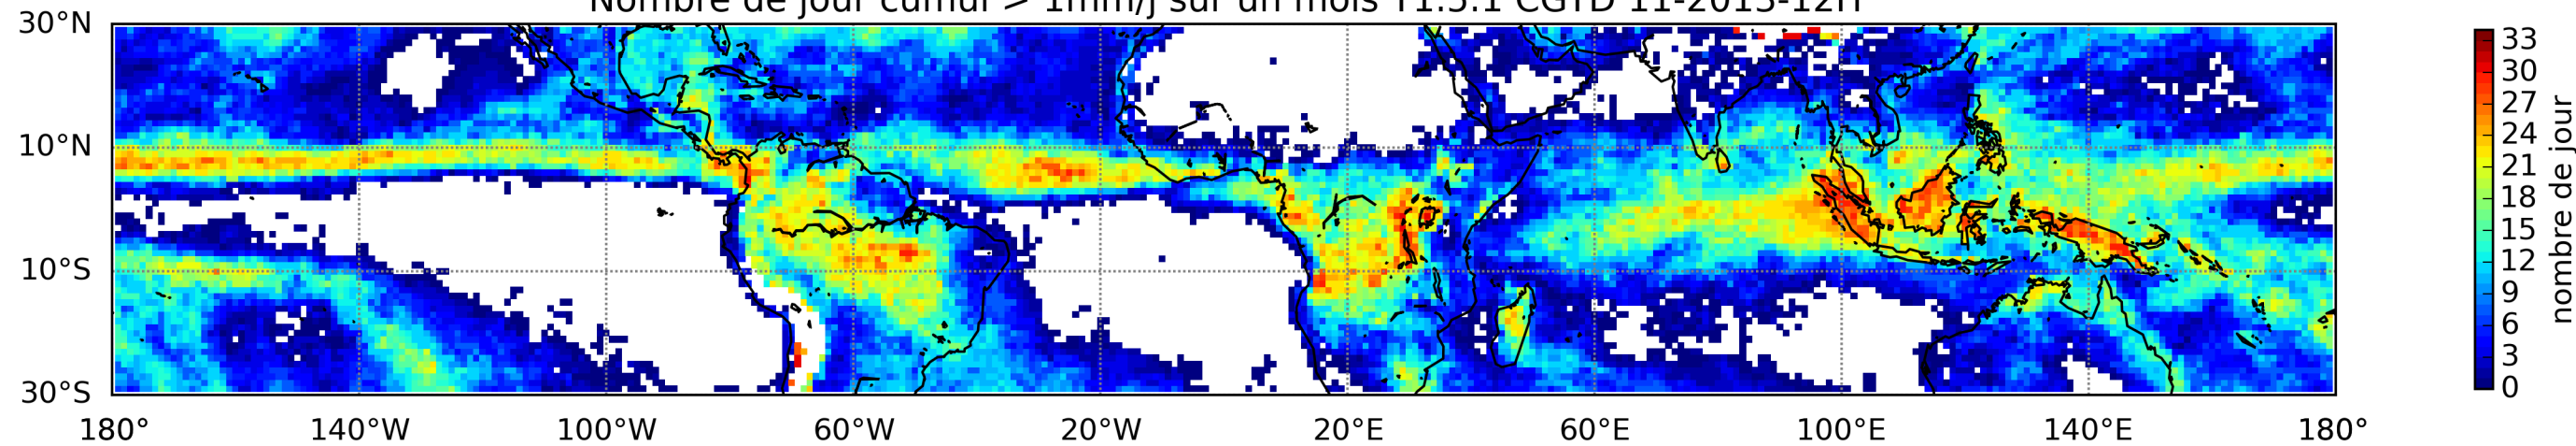 Nombre de jour cumul > 1mm/j sur un mois T1.5.1 CGTD 11-2013-12H
30°N
10°N
10°S
30°S
180° 140°W 100°W 60°W 20°W 20°E 60°E 100°E 140°E 180°
33
30
27
24
21
18
15
12
9
6
3
0
nombre de jour